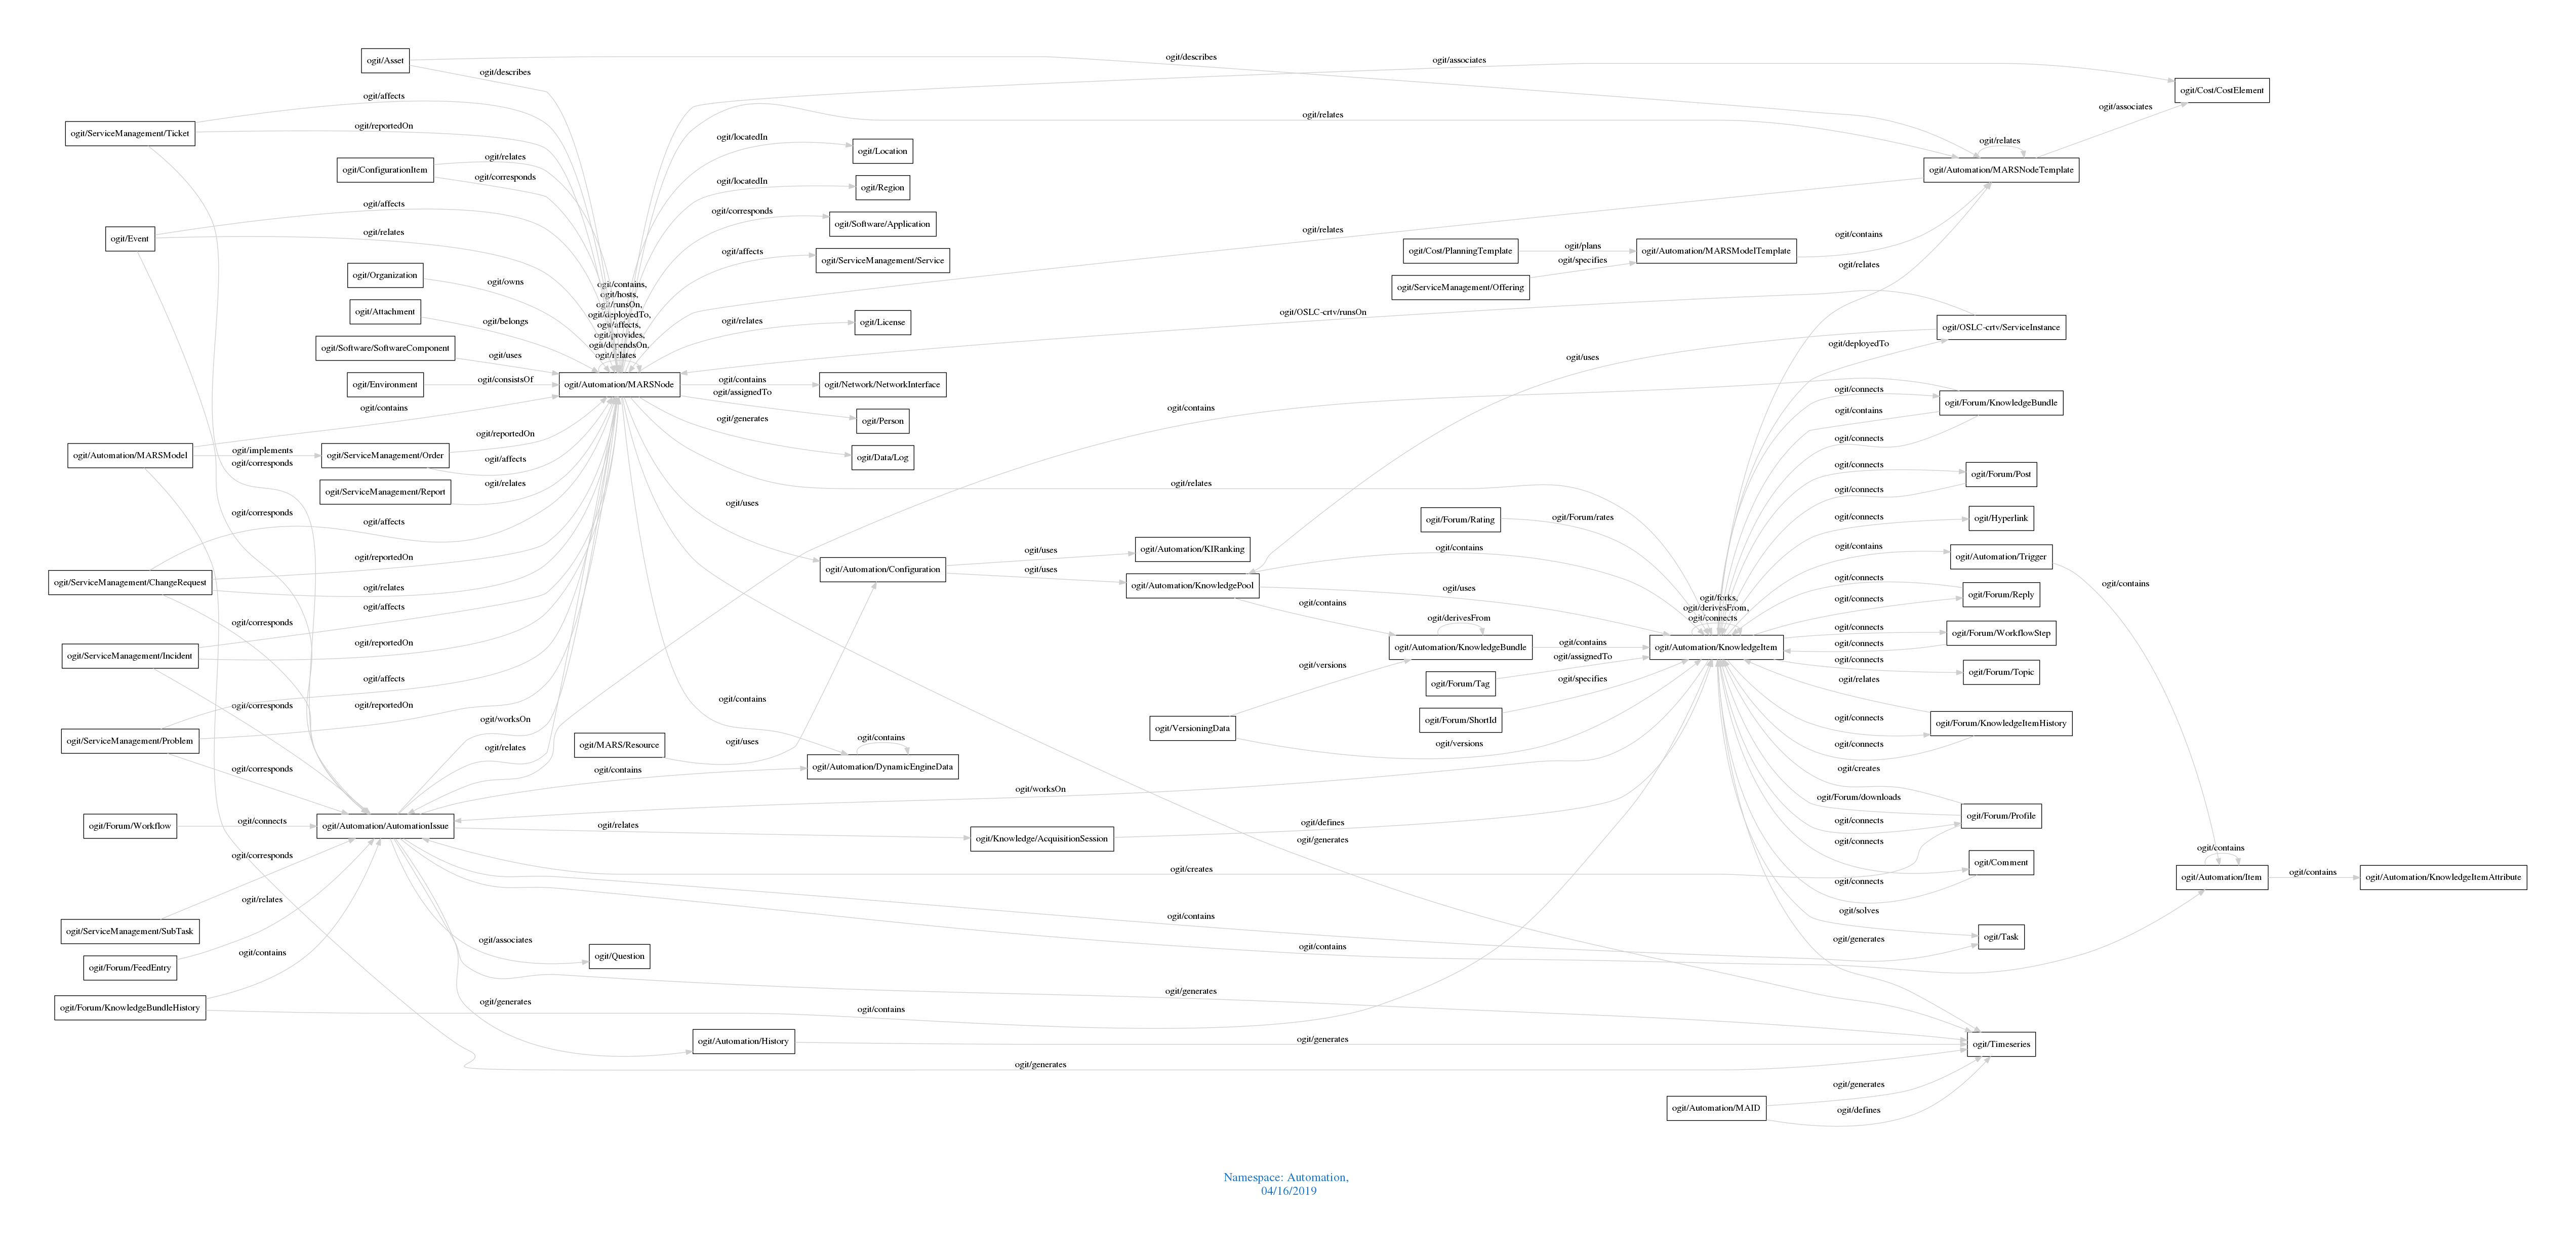 ogit/Asset
ogit/describes
ogit/describes
ogit/associates
ogit/Cost/CostElement
ogit/affects
ogit/associates
ogit/ServiceManagement/Ticket
ogit/reportedOn
ogit/relates
ogit/locatedIn
ogit/Location
ogit/relates
ogit/ConfigurationItem
ogit/relates
ogit/corresponds
ogit/Automation/MARSNodeTemplate
ogit/locatedIn
ogit/Region
ogit/affects
ogit/corresponds
ogit/Software/Application
ogit/Event
ogit/relates
ogit/relates
ogit/contains
ogit/affects
ogit/ServiceManagement/Service
ogit/Cost/PlanningTemplate
ogit/plans
ogit/specifies
ogit/Automation/MARSModelTemplate
ogit/relates
ogit/ServiceManagement/Offering
ogit/Organization
ogit/owns
ogit/contains,
ogit/hosts,
ogit/runsOn,
ogit/deployedTo,
ogit/affects,
ogit/provides,
ogit/dependsOn,
ogit/relates
ogit/Attachment
ogit/belongs
ogit/relates
ogit/License
ogit/OSLC-crtv/runsOn
ogit/OSLC-crtv/ServiceInstance
ogit/Software/SoftwareComponent
ogit/uses
ogit/uses
ogit/deployedTo
ogit/Environment
ogit/consistsOf
ogit/Automation/MARSNode
ogit/contains
ogit/Network/NetworkInterface
ogit/assignedTo
ogit/Person
ogit/generates
ogit/Data/Log
ogit/contains
ogit/contains
ogit/connects
ogit/contains
ogit/connects
ogit/Forum/KnowledgeBundle
ogit/Automation/MARSModel
ogit/implements
ogit/corresponds
ogit/ServiceManagement/Order
ogit/reportedOn
ogit/affects
ogit/ServiceManagement/Report
ogit/relates
ogit/relates
ogit/connects
ogit/Forum/Post
ogit/connects
ogit/corresponds
ogit/affects
ogit/uses
ogit/Forum/Rating
ogit/Forum/rates
ogit/connects
ogit/Hyperlink
ogit/reportedOn
ogit/Automation/Configuration
ogit/uses
ogit/Automation/KIRanking
ogit/contains
ogit/contains
ogit/Automation/Trigger
ogit/ServiceManagement/ChangeRequest
ogit/relates
ogit/uses
ogit/Automation/KnowledgePool
ogit/uses
ogit/connects
ogit/Forum/Reply
ogit/contains
ogit/affects
ogit/contains
ogit/connects
ogit/forks,
ogit/derivesFrom,
ogit/connects
ogit/corresponds
ogit/derivesFrom
ogit/connects
ogit/Forum/WorkflowStep
ogit/ServiceManagement/Incident
ogit/reportedOn
ogit/Automation/KnowledgeBundle
ogit/contains
ogit/Automation/KnowledgeItem
ogit/connects
ogit/assignedTo
ogit/versions
ogit/connects
ogit/Forum/Topic
ogit/affects
ogit/Forum/Tag
ogit/specifies
ogit/relates
ogit/contains
ogit/corresponds
ogit/reportedOn
ogit/worksOn
ogit/VersioningData
ogit/Forum/ShortId
ogit/connects
ogit/Forum/KnowledgeItemHistory
ogit/ServiceManagement/Problem
ogit/relates
ogit/MARS/Resource
ogit/uses
ogit/contains
ogit/versions
ogit/connects
ogit/corresponds
ogit/contains
ogit/Automation/DynamicEngineData
ogit/creates
ogit/worksOn
ogit/Forum/downloads
ogit/Forum/Workflow
ogit/connects
ogit/Automation/AutomationIssue
ogit/relates
ogit/Knowledge/AcquisitionSession
ogit/defines
ogit/generates
ogit/connects
ogit/Forum/Profile
ogit/connects
ogit/corresponds
ogit/creates
ogit/Comment
ogit/connects
ogit/contains
ogit/Automation/Item
ogit/contains
ogit/Automation/KnowledgeItemAttribute
ogit/relates
ogit/contains
ogit/solves
ogit/ServiceManagement/SubTask
ogit/associates
ogit/contains
ogit/generates
ogit/Task
ogit/contains
ogit/Question
ogit/Forum/FeedEntry
ogit/generates
ogit/Forum/KnowledgeBundleHistory
ogit/generates
ogit/contains
ogit/Automation/History
ogit/generates
ogit/Timeseries
ogit/generates
ogit/generates
ogit/Automation/MAID
ogit/defines
Namespace: Automation,
04/16/2019